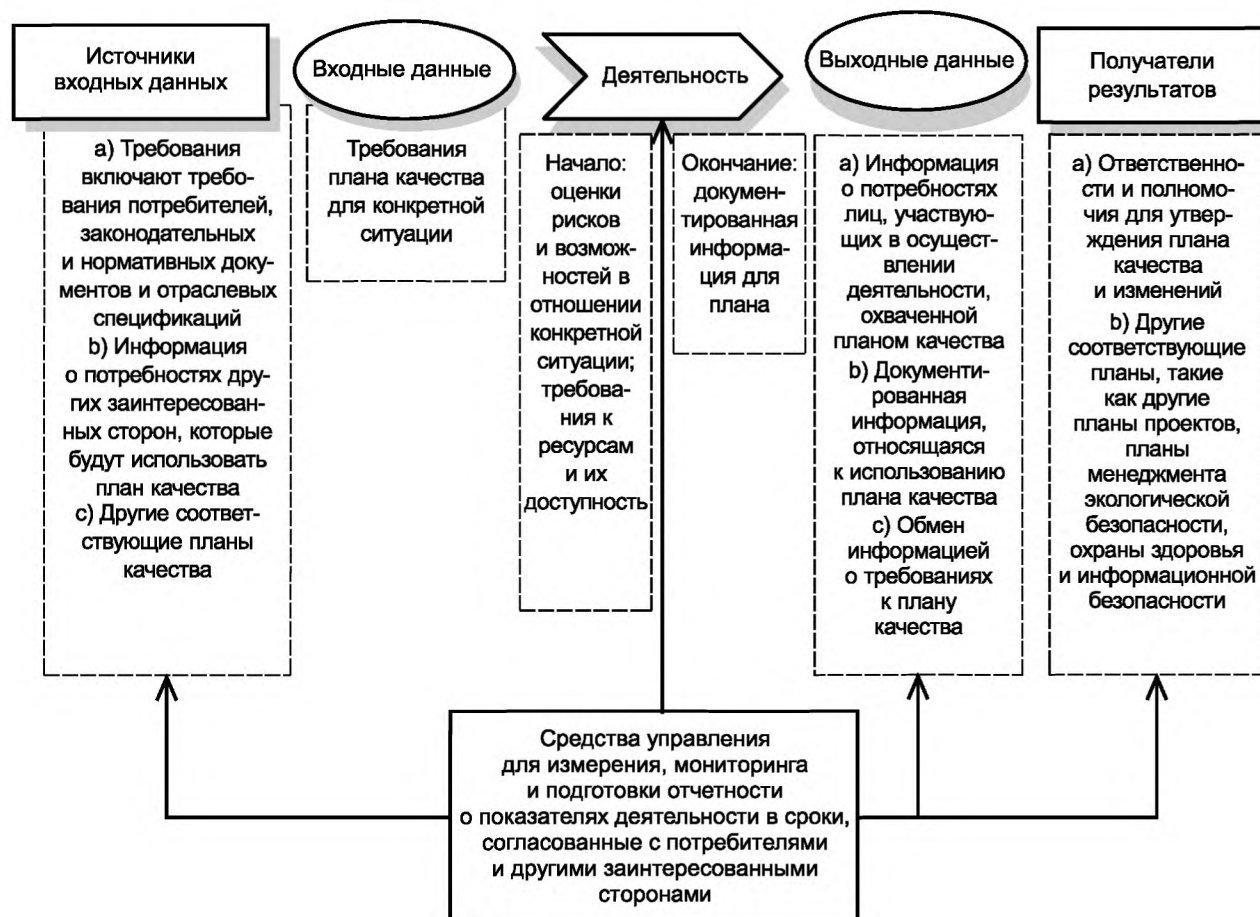 Источники
входных данных
Входные данные
Деятельность
Выходные данные
Получатели
результатов
a) Требования
включают требо-
вания потребителей,
законодательных
и нормативных доку-
ментов и отраслевых
спецификаций
b) Информация
о потребностях дру-
гих заинтересован-
ных сторон, которые
будут использовать
план качества
c) Другие соответ-
ствующие планы
качества
Требования
плана качества
для конкретной
ситуации
Начало:
оценки
рисков
и возмож-
ностей в
отношении
конкретной
ситуации;
требова-
ния к
ресурсам
и их
доступность
Окончание:
докумен-
тированная
информа-
ция для
плана
a) Информация
о потребностях
лиц, участвую-
щих в осущест-
влении
деятельности,
охваченной
планом качества
b) Документи-
рованная
информация,
относящаяся
к использованию
плана качества
c) Обмен
информацией
о требованиях
к плану
качества
a) Ответственно-
сти и полномо-
чия для утвер-
ждения плана
качества
и изменений
b) Другие
соответствующие
планы, такие
как другие
планы проектов,
планы
менеджмента
экологической
безопасности,
охраны здоровья
и информационной
безопасности
Средства управления
для измерения, мониторинга
и подготовки отчетности
о показателях деятельности в сроки,
согласованные с потребителями
и другими заинтересованными
сторонами